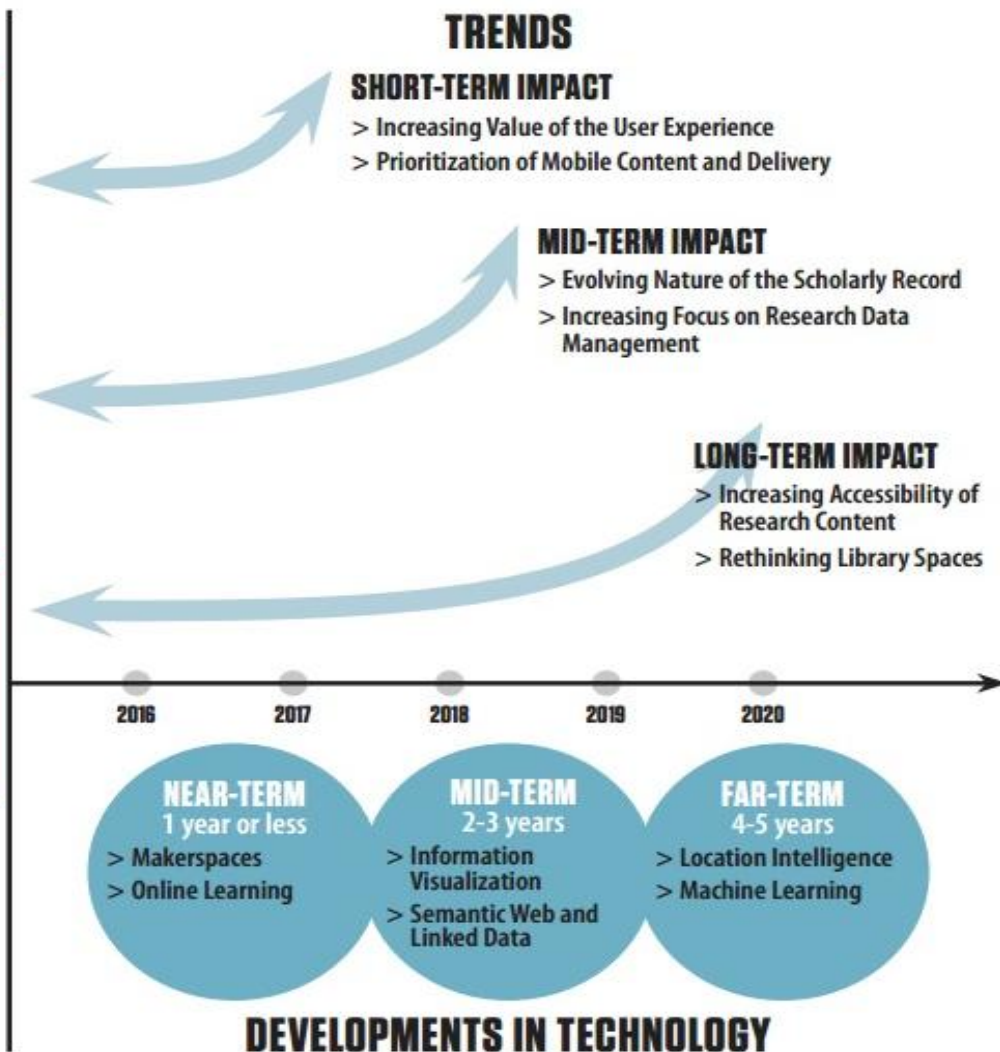 TRENDS
SHORT-TERM IMPACT
> Increasing Value of the User Experience
> Prioritization of Mobile Content and Delivery
MID-TERM IMPACT
> Evolving Nature of the Scholarly Record
> Increasing Focus on Research Data
Management
LONG-TERM IMPACT
> Increasing Accessibility of
Research Content
> Rethinking Library Spaces
2016 2017 2018 2019 2020
NEAR-TERM
1 year or less
> Makerspaces
> Online Learning
MID-TERM
2-3 years
> Information
Visualization
> Semantic Web and
Linked Data
FAR-TERM
4-5 years
> Location Intelligence
> Machine Learning
DEVELOPMENTS IN TECHNOLOGY